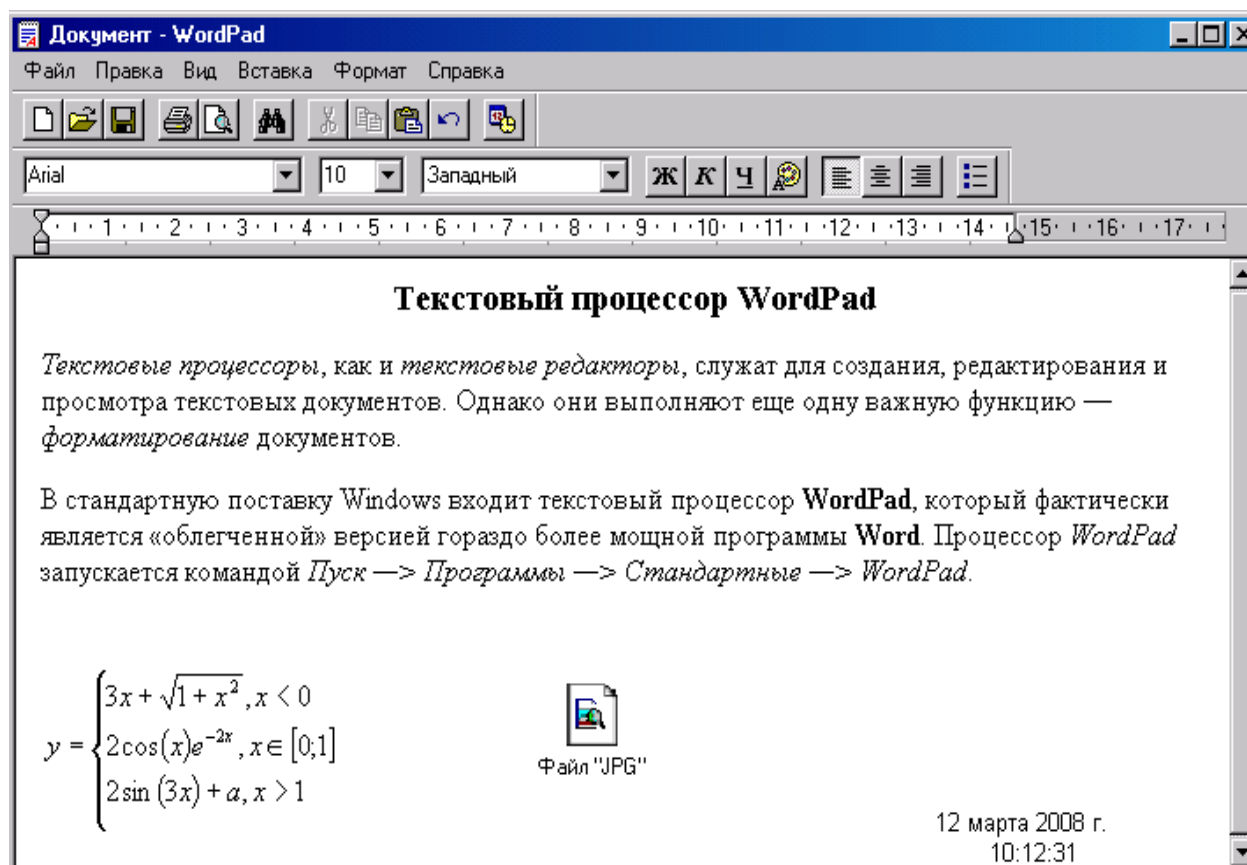 Документ - WordPad
Файл Правка Вид Вставка Формат Справка
Arial 10 Западный Ж К Ч
1 2 3 4 5 6 7 8 9 10 11 12 13 14 15 16 17
Текстовый процессор WordPad
Текстовые процессоры, как и текстовые редакторы, служат для создания, редактирования и
просмотра текстовых документов. Однако они выполняют еще одну важную функцию —
форматирование документов.
В стандартную поставку Windows входит текстовый процессор WordPad, который фактически
является «облегченной» версией гораздо более мощной программы Word. Процессор WordPad
запускается командой Пуск —> Программы —> Стандартные —> WordPad.
3x + √(1 + x²), x < 0
y = { 2cos(x)e⁻²ˣ, x ∈ [0;1]
2sin (3x) + a, x > 1
Файл "JPG"
12 марта 2008 г.
10:12:31